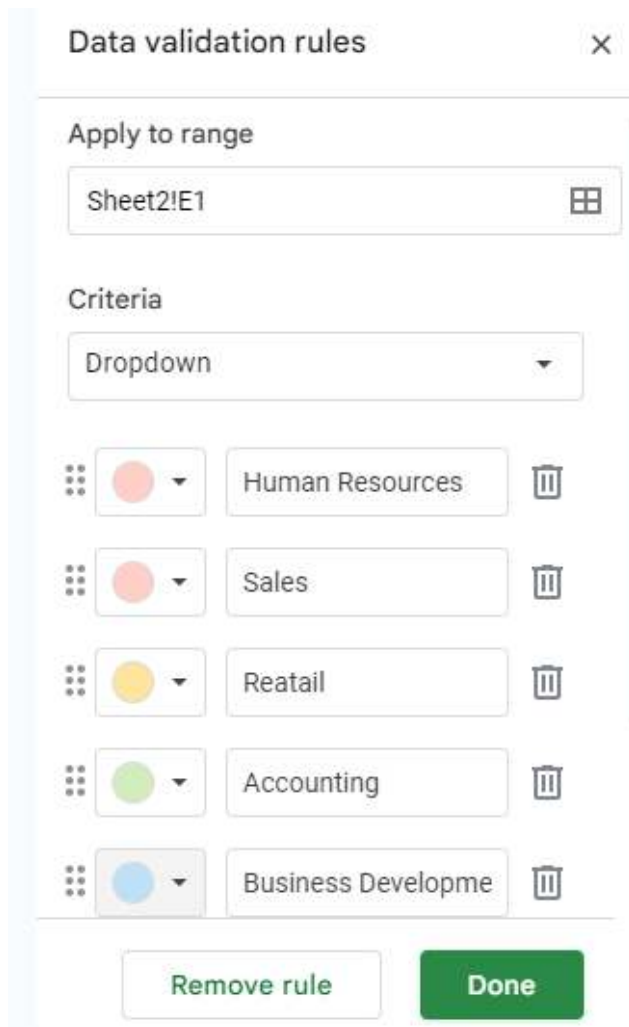 Data validation rules
Apply to range
Sheet2!E1
Criteria
Dropdown
Human Resources
Sales
Reatail
Accounting
Business Developme
Remove rule
Done